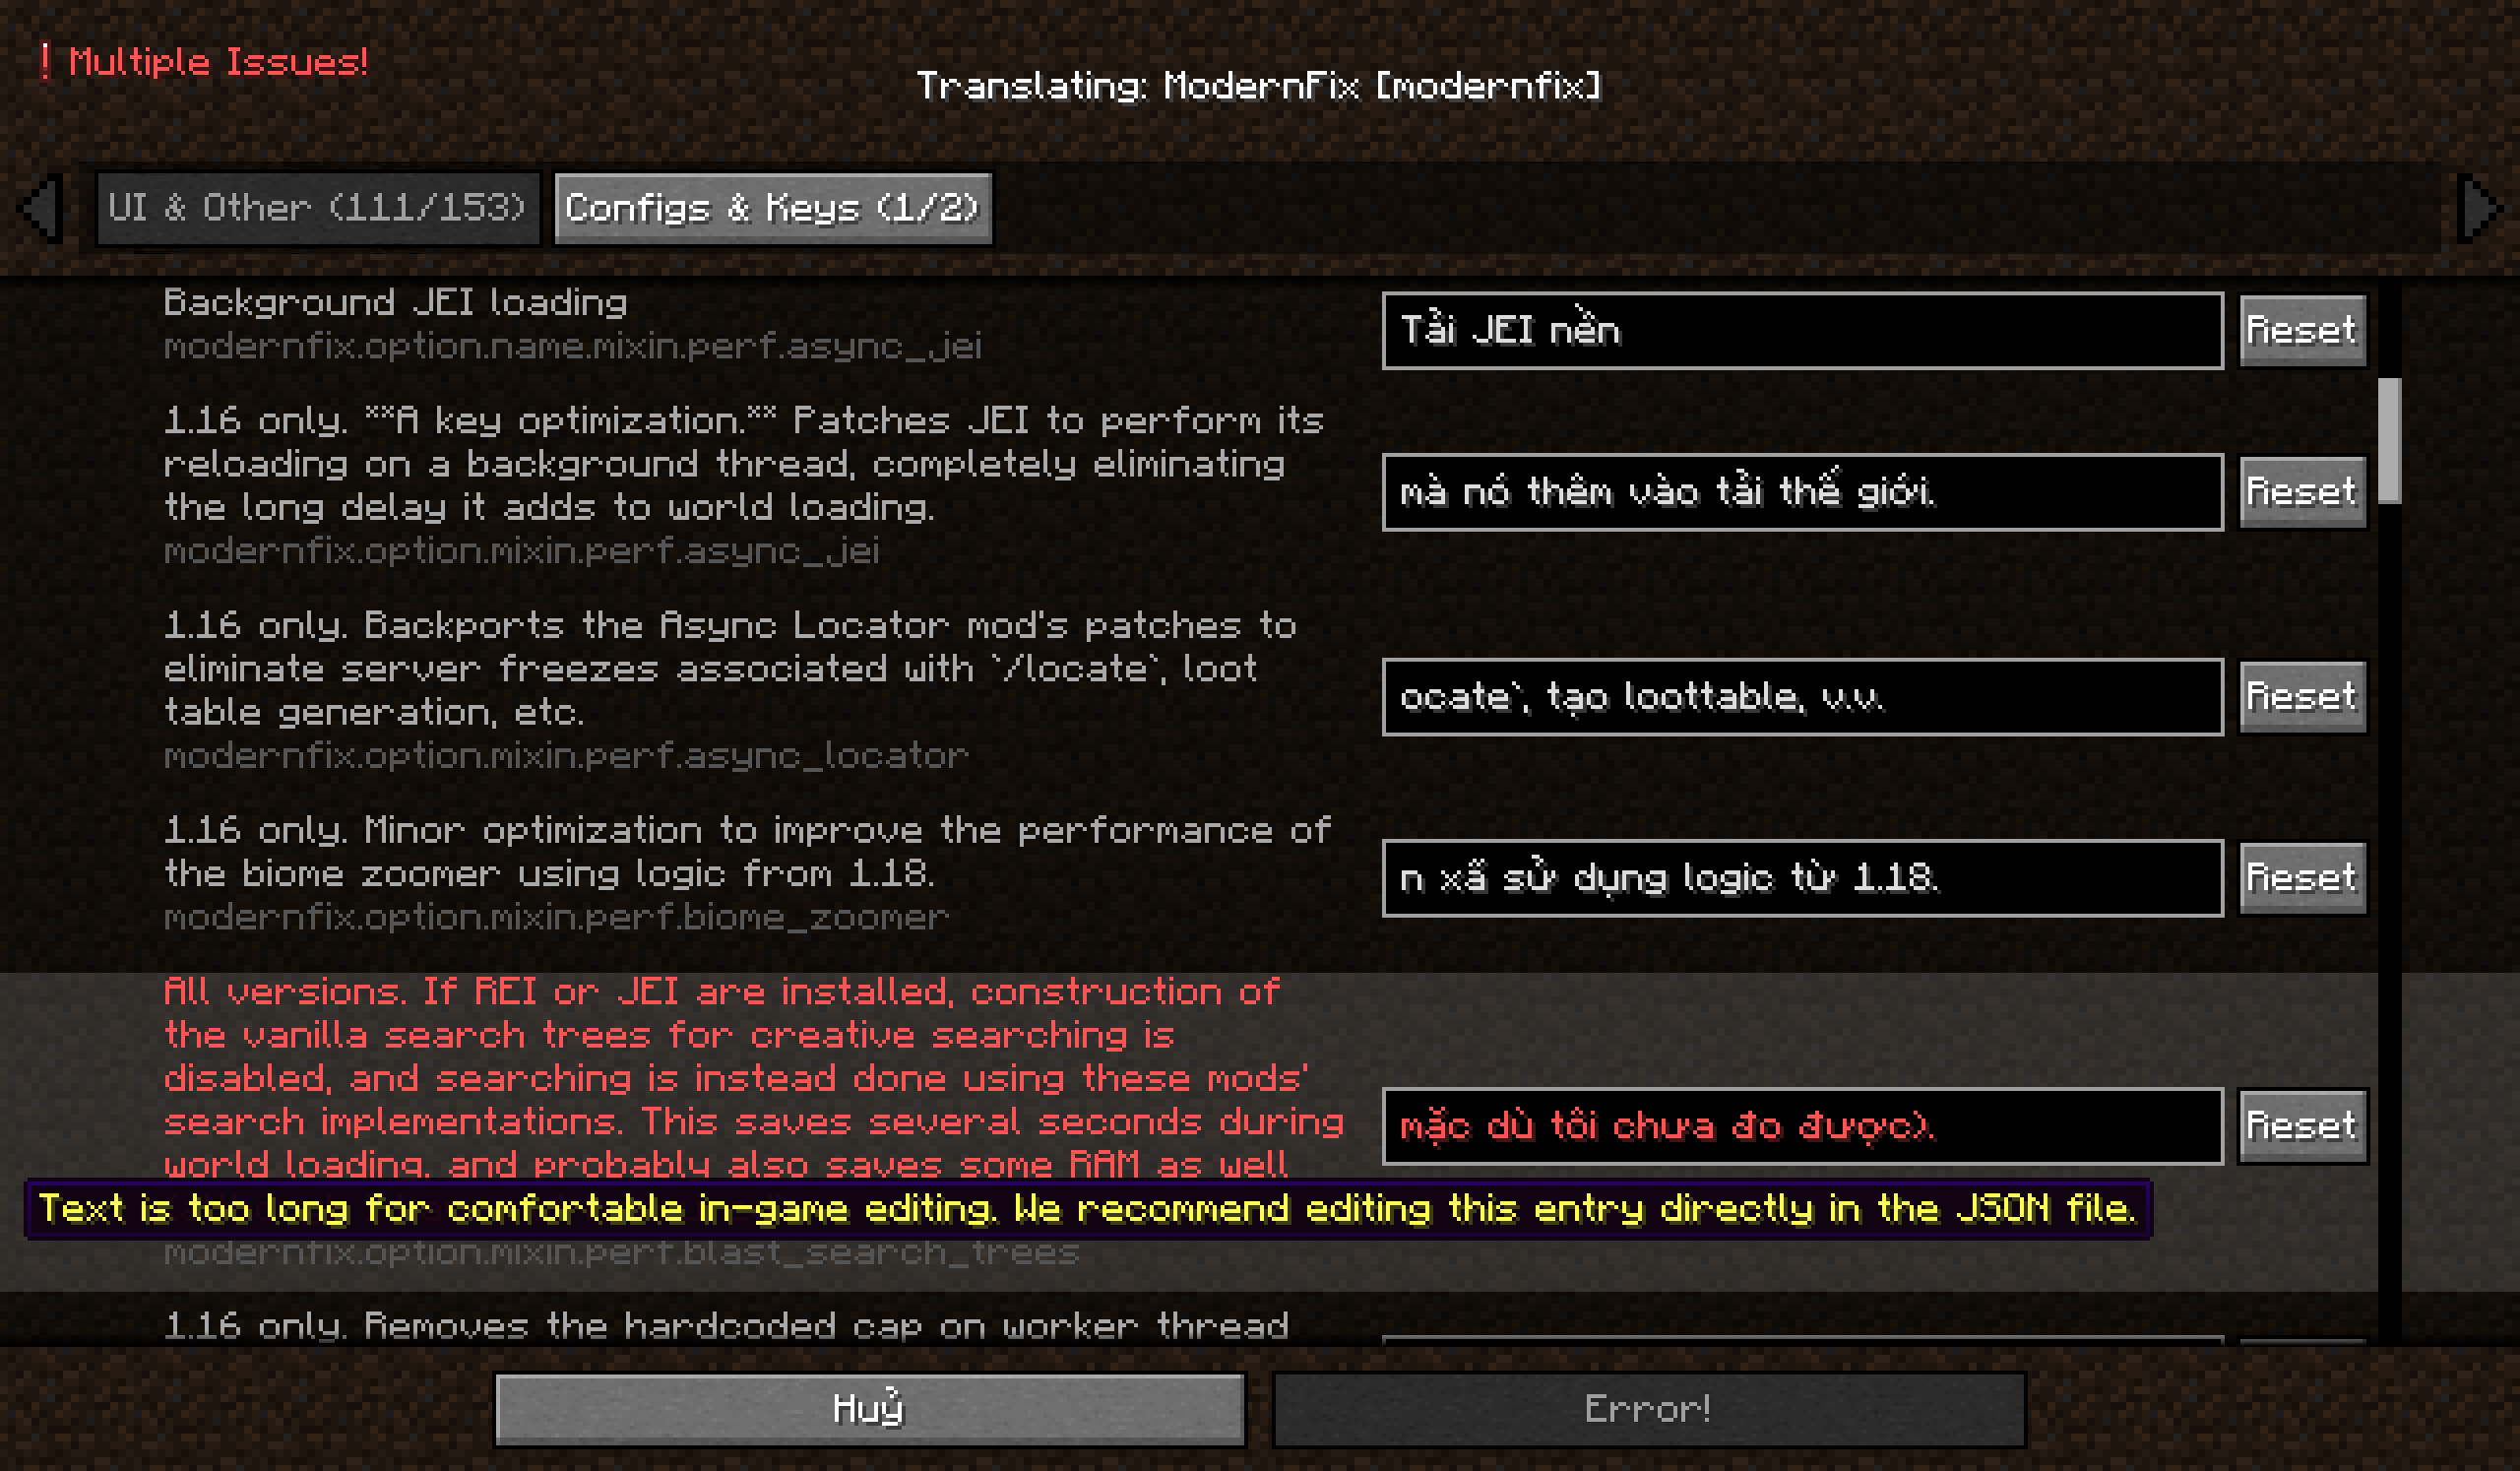 Multiple Issues!
Translating: ModernFix [modernfix]
UI & Other (111/153)
Configs & Keys (1/2)
Background JEI loading
modernfix.option.name.mixin.perf.async_jei
Tải JEI nền
Reset
1.16 only. **A key optimization.** Patches JEI to perform its
reloading on a background thread, completely eliminating
the long delay it adds to world loading.
modernfix.option.mixin.perf.async_jei
mà nó thêm vào tải thế giới.
Reset
1.16 only. Backports the Async Locator mod's patches to
eliminate server freezes associated with `/locate`, loot
table generation, etc.
modernfix.option.mixin.perf.async_locator
ocate`, tạo loottable, v.v.
Reset
1.16 only. Minor optimization to improve the performance of
the biome zoomer using logic from 1.18.
modernfix.option.mixin.perf.biome_zoomer
n xã sử dụng logic từ 1.18.
Reset
All versions. If REI or JEI are installed, construction of
the vanilla search trees for creative searching is
disabled, and searching is instead done using these mods'
search implementations. This saves several seconds during
world loading, and probably also saves some RAM as well
mặc dù tôi chưa đo được).
Reset
Text is too long for comfortable in-game editing. We recommend editing this entry directly in the JSON file.
modernfix.option.mixin.perf.blast_search_trees
1.16 only. Removes the hardcoded cap on worker thread
Huỷ
Error!